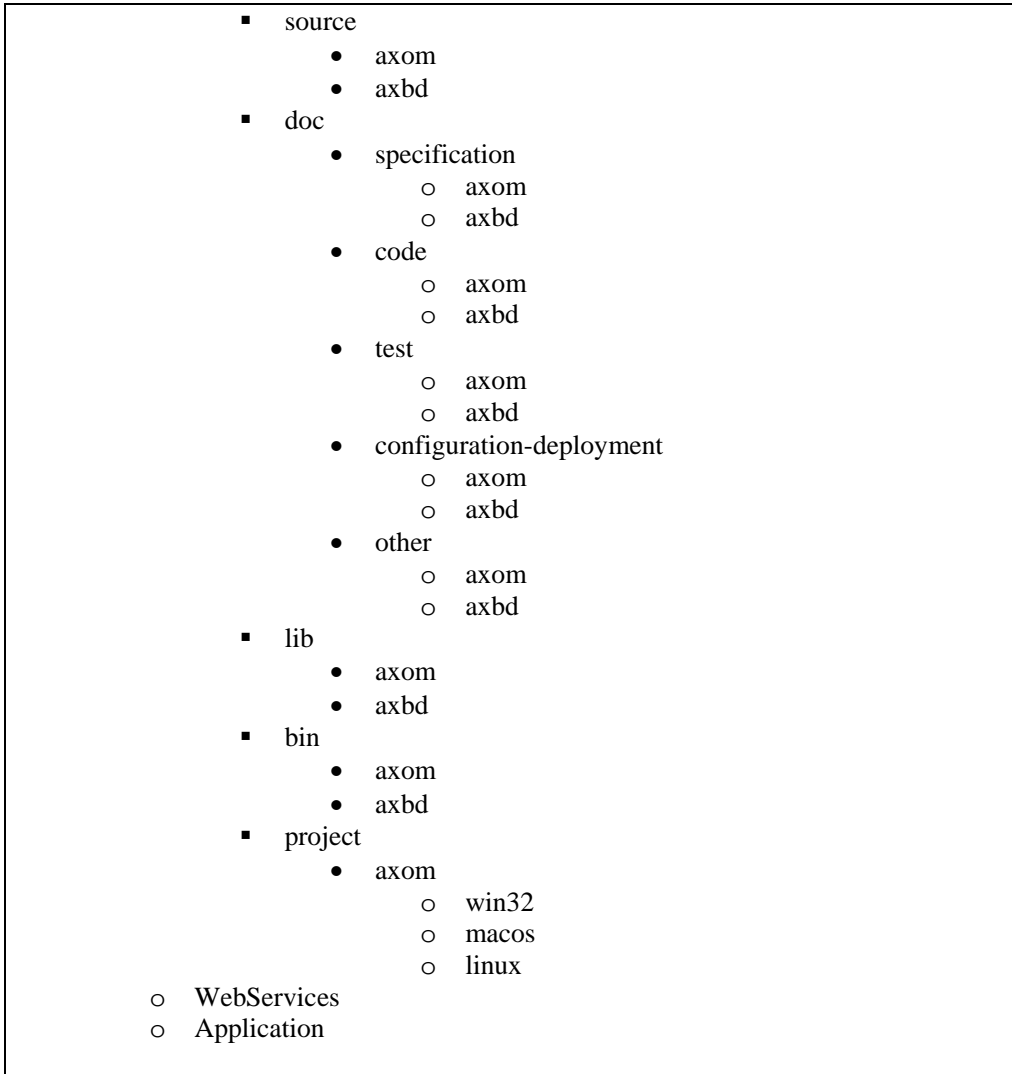 ▪ source
• axom
• axbd
▪ doc
• specification
o axom
o axbd
• code
o axom
o axbd
• test
o axom
o axbd
• configuration-deployment
o axom
o axbd
• other
o axom
o axbd
▪ lib
• axom
• axbd
▪ bin
• axom
• axbd
▪ project
• axom
o win32
o macos
o linux
o WebServices
o Application